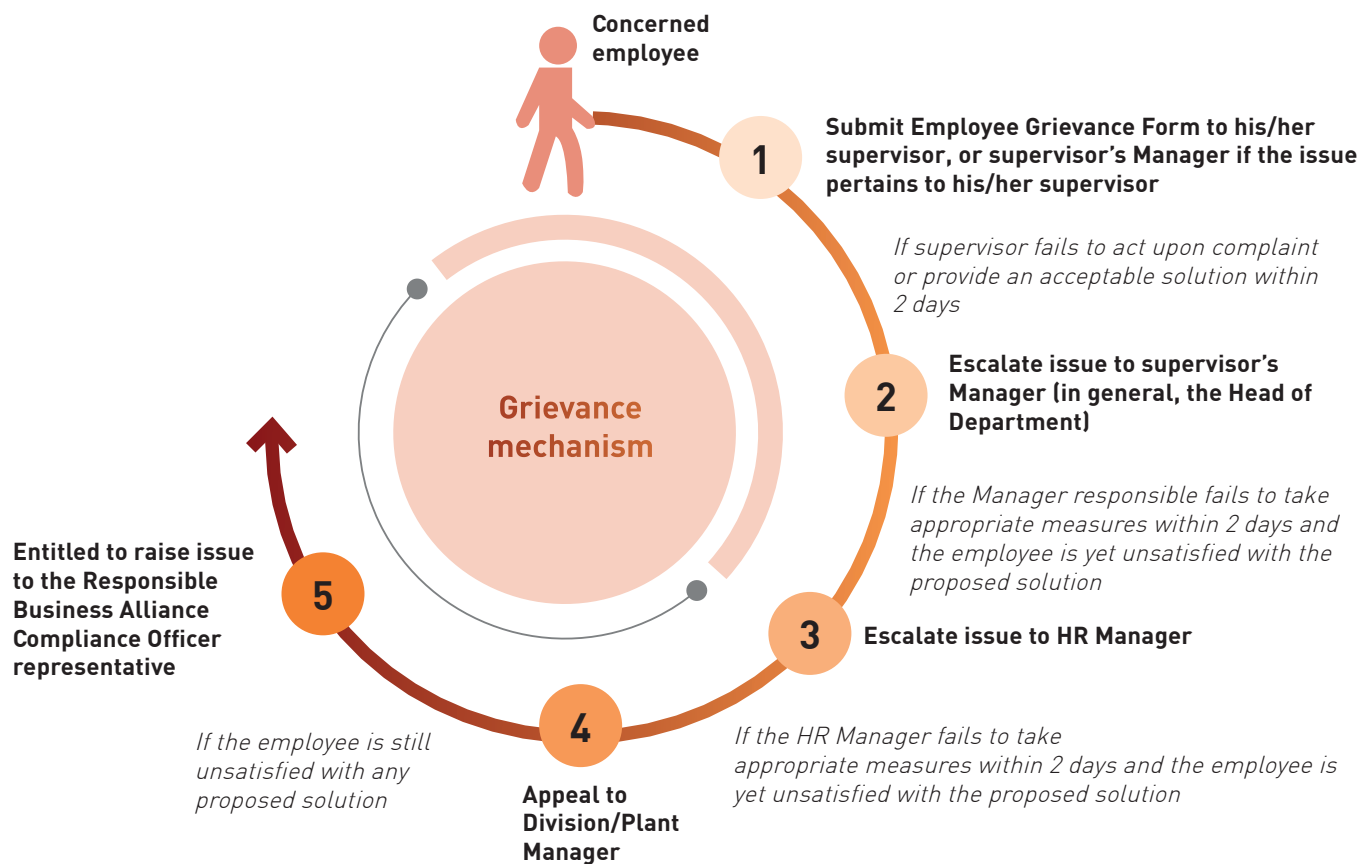 Concerned
employee
1
Submit Employee Grievance Form to his/her
supervisor, or supervisor’s Manager if the issue
pertains to his/her supervisor
If supervisor fails to act upon complaint
or provide an acceptable solution within
2 days
2
Escalate issue to supervisor’s
Manager (in general, the Head of
Department)
Grievance
mechanism
If the Manager responsible fails to take
appropriate measures within 2 days and
the employee is yet unsatisfied with the
proposed solution
3
Escalate issue to HR Manager
If the HR Manager fails to take
appropriate measures within 2 days and the employee is
yet unsatisfied with the proposed solution
4
Appeal to
Division/Plant
Manager
If the employee is still
unsatisfied with any
proposed solution
5
Entitled to raise issue
to the Responsible
Business Alliance
Compliance Officer
representative